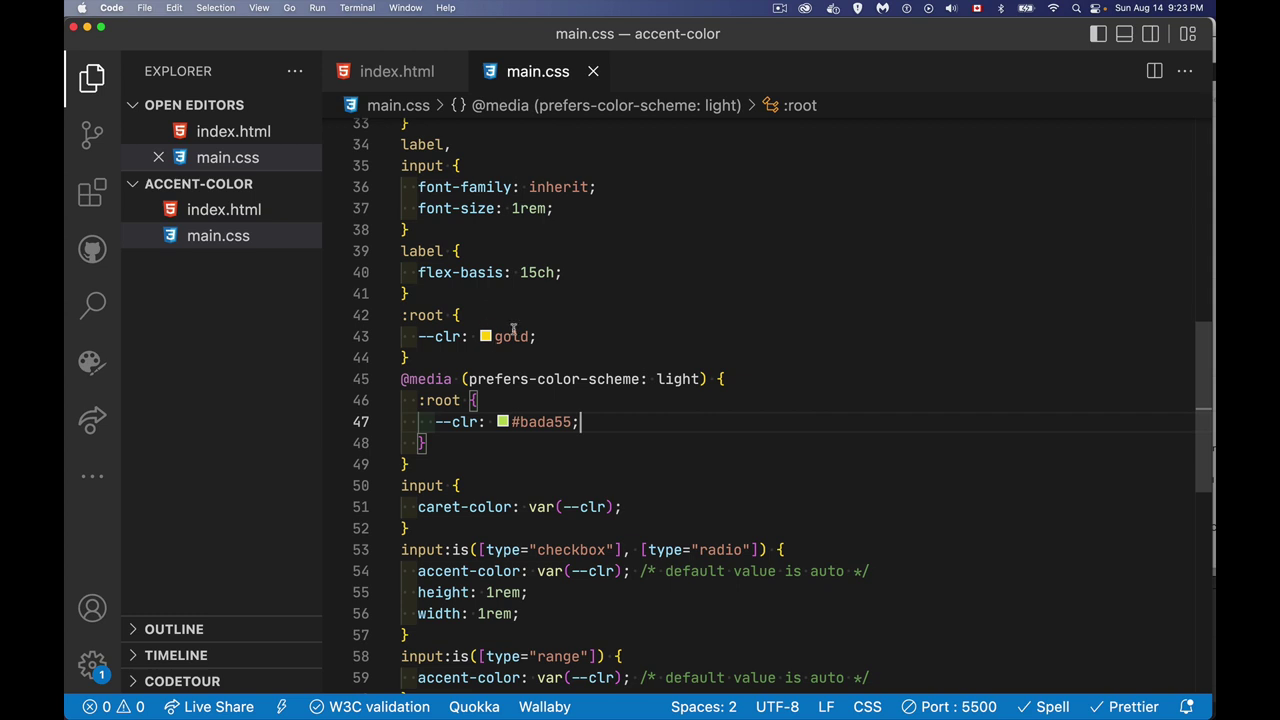 Code File Edit Selection View Go Run Terminal Window Help Sun Aug 14 9:23 PM
main.css — accent-color
EXPLORER
index.html main.css
OPEN EDITORS
main.css > {} @media (prefers-color-scheme: light) > :root
index.html
main.css
ACCENT-COLOR
index.html
main.css
33 }
34 label,
35 input {
36 font-family: inherit;
37 font-size: 1rem;
38 }
39 label {
40 flex-basis: 15ch;
41 }
42 :root {
43 --clr: gold;
44 }
45 @media (prefers-color-scheme: light) {
46 :root {
47 --clr: #bada55;
48 }
49 }
50 input {
51 caret-color: var(--clr);
52 }
53 input:is([type="checkbox"], [type="radio"]) {
54 accent-color: var(--clr); /* default value is auto */
55 height: 1rem;
56 width: 1rem;
57 }
58 input:is([type="range"]) {
59 accent-color: var(--clr); /* default value is auto */
OUTLINE
TIMELINE
CODETOUR
1
0 0 Live Share W3C validation Quokka Wallaby Spaces: 2 UTF-8 LF CSS Port : 5500 Spell Prettier